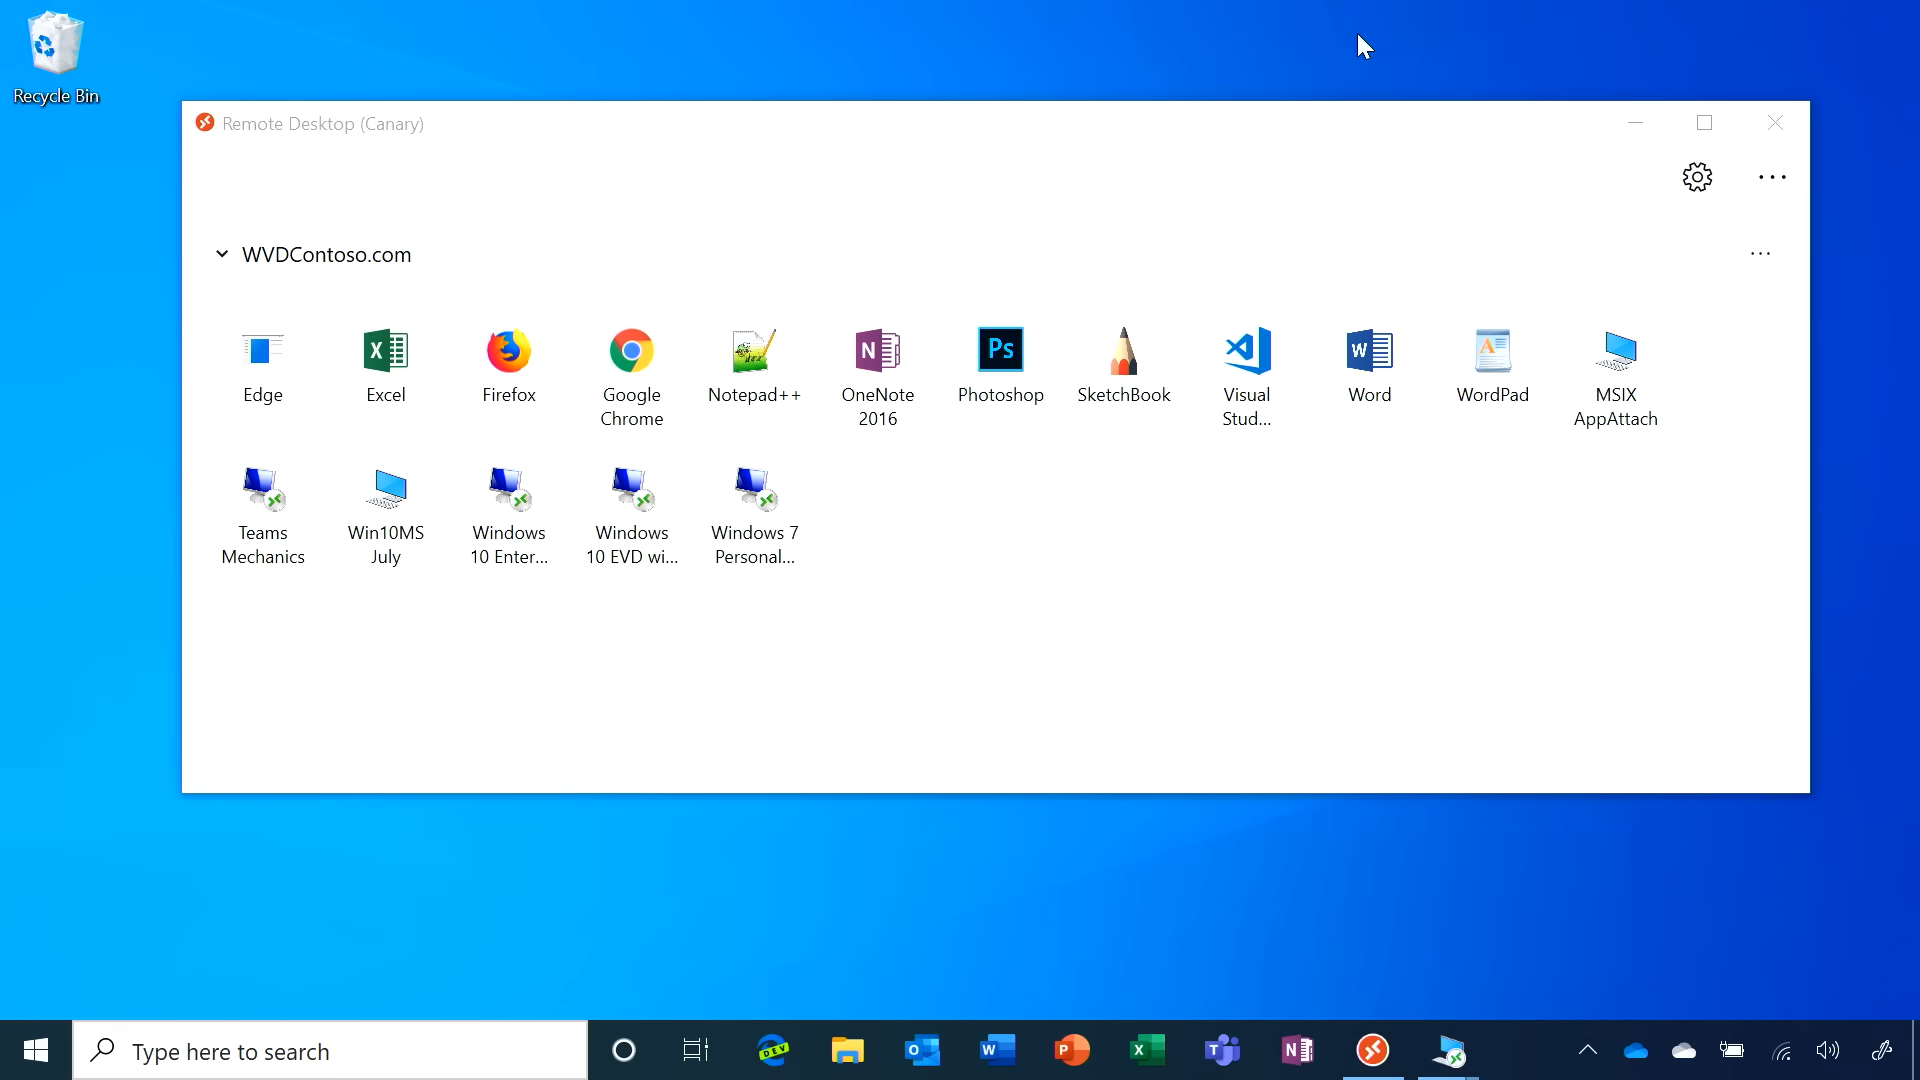 Recycle Bin
Remote Desktop (Canary)
WVDContoso.com
Edge
Excel
Firefox
Google
Chrome
Notepad++
OneNote
2016
Ps
Photoshop
SketchBook
Visual
Stud...
Word
WordPad
MSIX
AppAttach
Teams
Mechanics
Win10MS
July
Windows
10 Enter...
Windows
10 EVD wi...
Windows 7
Personal...
Type here to search
DEV